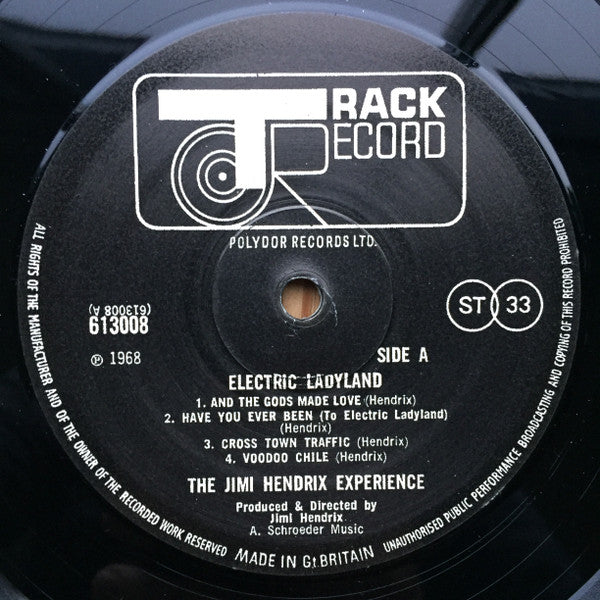 TRACK
RECORD
POLYDOR RECORDS LTD.
(613008 A)
613008
ST 33
℗ 1968
SIDE A
ELECTRIC LADYLAND
1. AND THE GODS MADE LOVE (Hendrix)
2. HAVE YOU EVER BEEN (To Electric Ladyland)
(Hendrix)
3. CROSS TOWN TRAFFIC (Hendrix)
4. VOODOO CHILE (Hendrix)
THE JIMI HENDRIX EXPERIENCE
Produced & Directed by
Jimi Hendrix
A. Schroeder Music
ALL RIGHTS OF THE MANUFACTURER AND OF THE OWNER OF THE RECORDED WORK RESERVED
MADE IN Gt. BRITAIN
UNAUTHORISED PUBLIC PERFORMANCE BROADCASTING AND COPYING OF THIS RECORD PROHIBITED